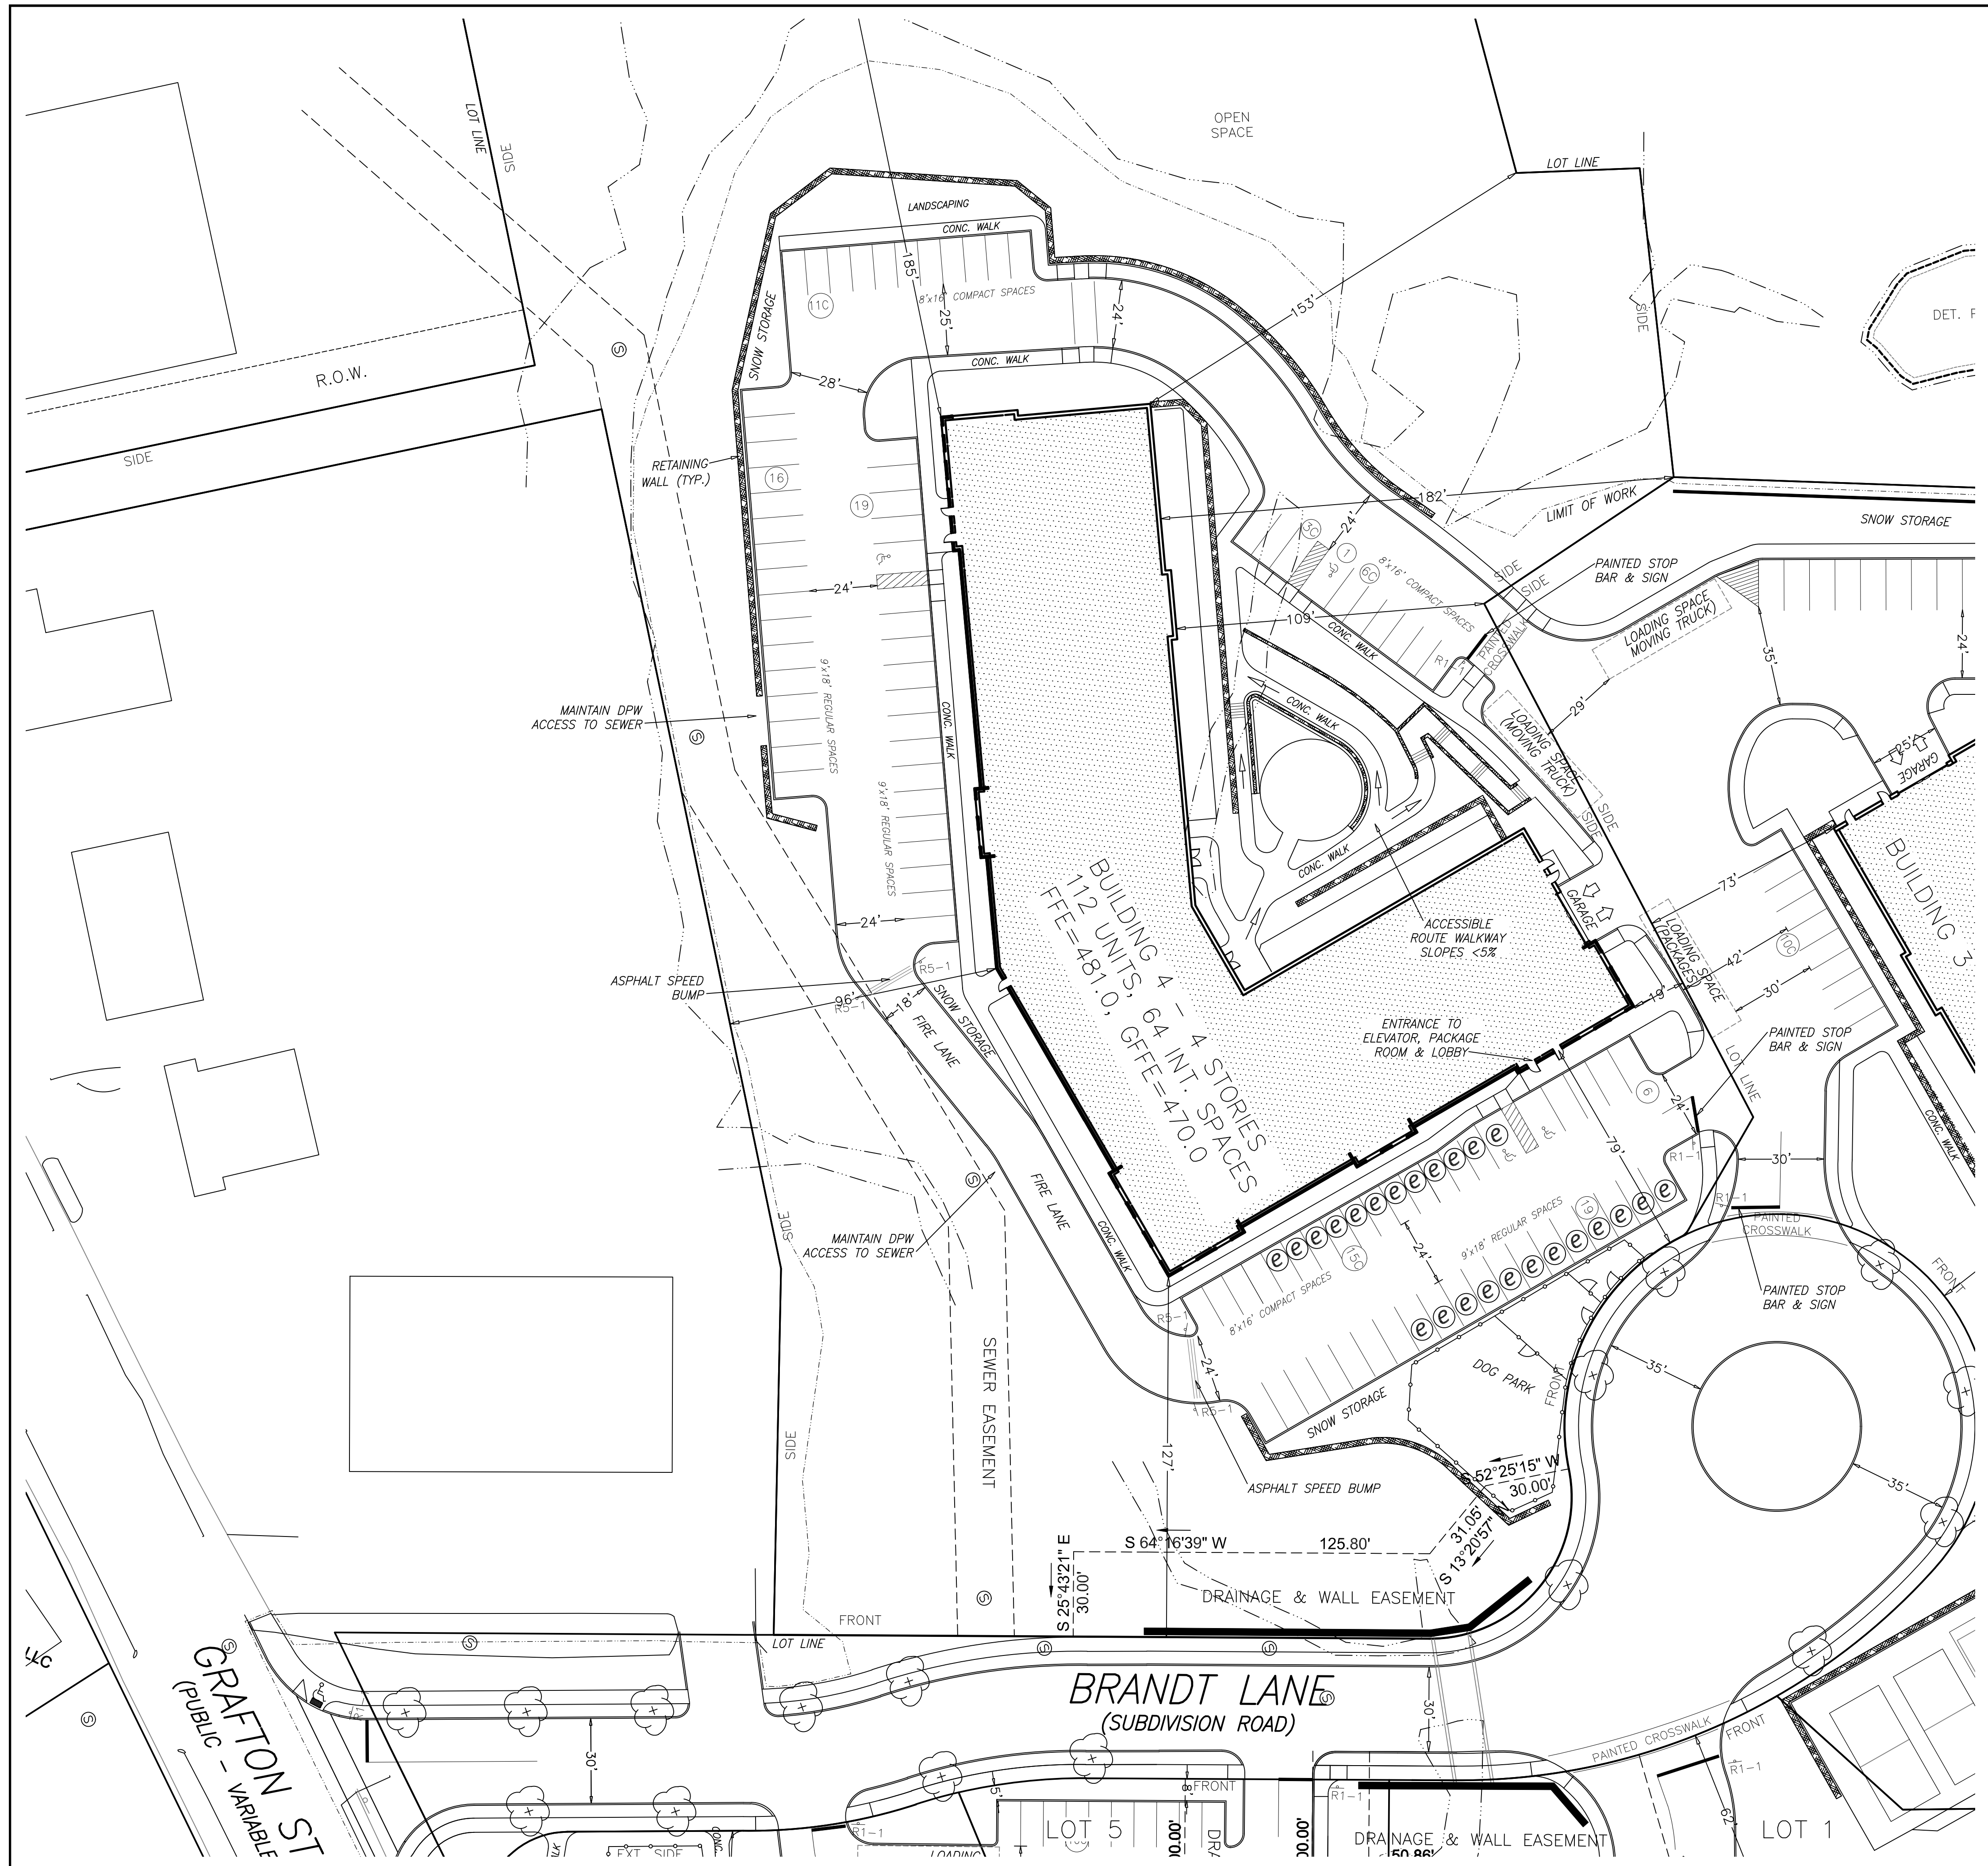 OPEN
SPACE
LOT LINE
SIDE
LOT LINE
LANDSCAPING
CONC. WALK
185'
11C
8'x16' COMPACT SPACES
25'
24'
153'
SIDE
DET.
SNOW STORAGE
R.O.W.
28'
CONC. WALK
SIDE
RETAINING
WALL (TYP.)
16
19
182'
LIMIT OF WORK
SNOW STORAGE
3C
24'
1
6C
8'x16' COMPACT SPACES
SIDE
SIDE
PAINTED STOP
BAR & SIGN
24'
109'
CONC. WALK
PAINTED
CROSSWALK
R1-1
LOADING SPACE
MOVING TRUCK)
35'
24'
9'x18' REGULAR SPACES
MAINTAIN DPW
ACCESS TO SEWER
CONC. WALK
CONC. WALK
LOADING SPACE
(MOVING TRUCK)
29'
25'
GARAGE
9'x18' REGULAR SPACES
SIDE
SIDE
CONC. WALK
BUILDING 4 - 4 STORIES
112 UNITS, 64 INT. SPACES
FFE=481.0, GFFE=470.0
GARAGE
73'
BUILDING 3
24'
ACCESSIBLE
ROUTE WALKWAY
SLOPES <5%
LOADING SPACE
(PACKAGES)
42'
10C
30'
19'
ASPHALT SPEED
BUMP
R5-1
96'
R5-1
18'
SNOW STORAGE
FIRE LANE
ENTRANCE TO
ELEVATOR, PACKAGE
ROOM & LOBBY
PAINTED STOP
BAR & SIGN
LOT LINE
6
24'
79'
R1-1
30'
CONC. WALK
e e e e e e e e e e e e
FIRE LANE
CONC. WALK
MAINTAIN DPW
ACCESS TO SEWER
SIDE
15C
24'
9'x18' REGULAR SPACES
19
e e e e e e e e e e e e
R1-1
PAINTED
CROSSWALK
FRONT
PAINTED STOP
BAR & SIGN
8'x16' COMPACT SPACES
R5-1
24'
R5-1
SEWER EASEMENT
SIDE
DOG PARK
FRONT
35'
SNOW STORAGE
127'
ASPHALT SPEED BUMP
S 52°25'15" W
30.00'
35'
31.05'
S 13°20'57"
S 64°16'39" W
125.80'
S 25°43'21" E
30.00'
DRAINAGE & WALL EASEMENT
FRONT
LOT LINE
GRAFTON ST
(PUBLIC - VARIABLE
BRANDT LANE
(SUBDIVISION ROAD)
30'
30'
PAINTED CROSSWALK
FRONT
R1-1
62'
5'
8'
FRONT
R1-1
R1-1
LOT 5
00.00'
DRA
00.00'
DRAINAGE & WALL EASEMENT
50.86'
LOT 1
EXT. SIDE
CONC.
LOADING